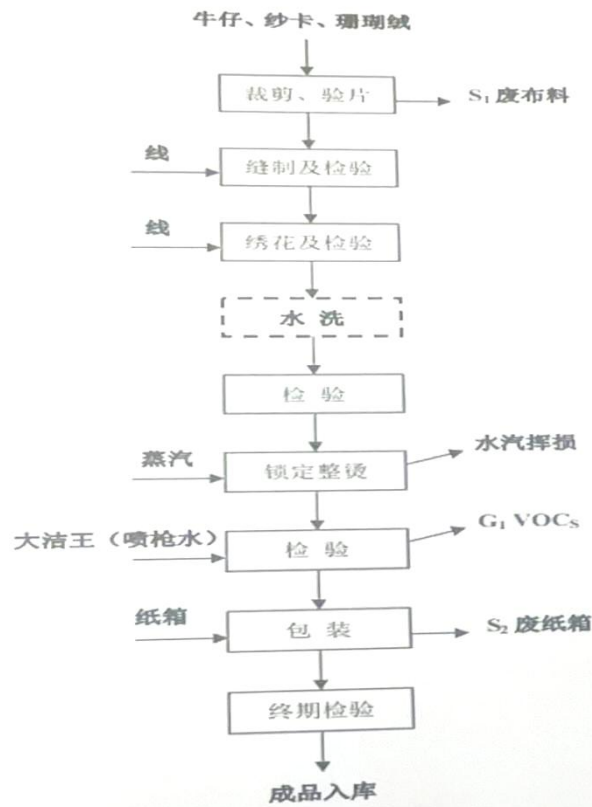 牛仔、纱卡、珊瑚绒
裁剪、验片
S₁ 废布料
线
缝制及检验
线
绣花及检验
水 洗
检 验
水汽挥损
蒸汽
锁定整烫
G₁ VOCS
大洁王（喷枪水）
检 验
纸箱
包 装
S₂ 废纸箱
终期检验
成品入库